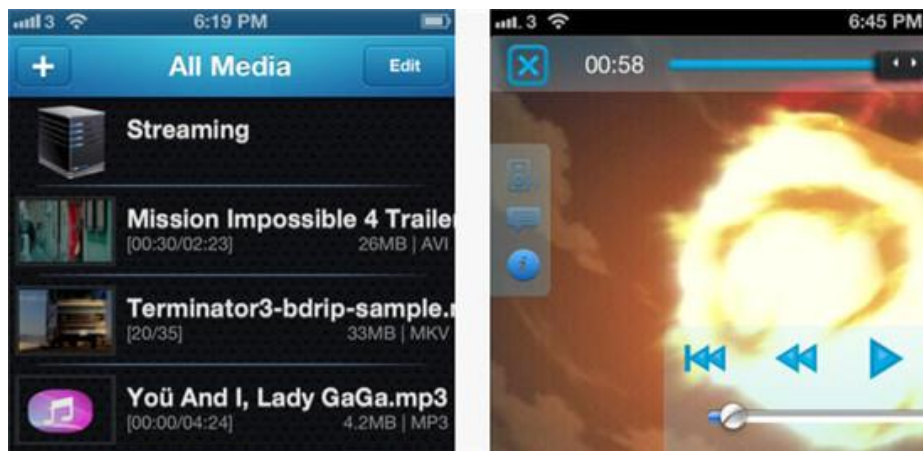 3 6:19 PM
+ All Media Edit
Streaming
Mission Impossible 4 Trailer
[00:30/02:23] 26MB | AVI
Terminator3-bdrip-sample.
[20/35] 33MB | MKV
Yoü And I, Lady GaGa.mp3
[00:00/04:24] 4.2MB | MP3
3 6:45 PM
00:58